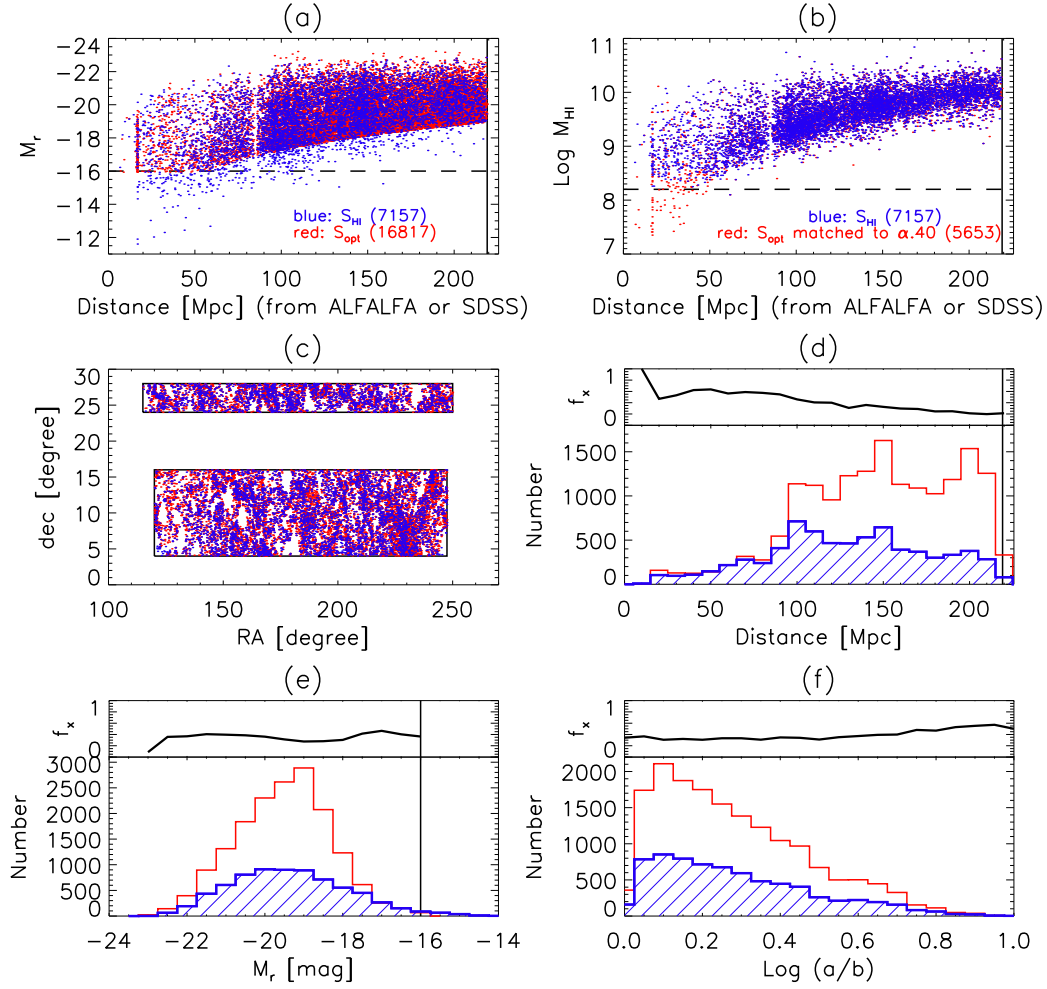 (a)
−24
−22
−20
−18
−16
−14
−12
M_r
blue: S_HI (7157)
red: S_opt (16817)
0 50 100 150 200
Distance [Mpc] (from ALFALFA or SDSS)
(b)
11
10
9
8
7
Log M_HI
blue: S_HI (7157)
red: S_opt matched to α.40 (5653)
0 50 100 150 200
Distance [Mpc] (from ALFALFA or SDSS)
(c)
30
25
20
15
10
5
0
dec [degree]
100 150 200 250
RA [degree]
(d)
1
0
f_x
1500
1000
500
0
Number
0 50 100 150 200
Distance [Mpc]
(e)
1
0
f_x
3000
2500
2000
1500
1000
500
0
Number
−24 −22 −20 −18 −16 −14
M_r [mag]
(f)
1
0
f_x
2000
1500
1000
500
0
Number
0.0 0.2 0.4 0.6 0.8 1.0
Log (a/b)